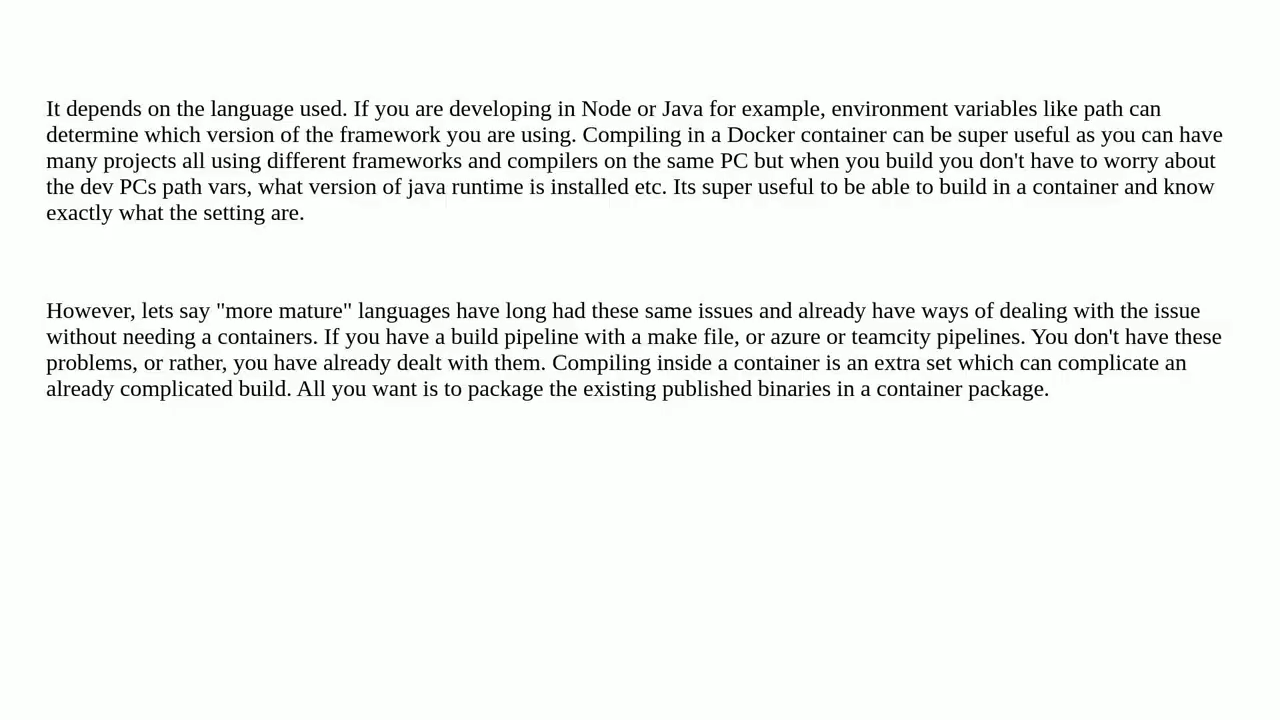 It depends on the language used. If you are developing in Node or Java for example, environment variables like path can
determine which version of the framework you are using. Compiling in a Docker container can be super useful as you can have
many projects all using different frameworks and compilers on the same PC but when you build you don't have to worry about
the dev PCs path vars, what version of java runtime is installed etc. Its super useful to be able to build in a container and know
exactly what the setting are.
However, lets say "more mature" languages have long had these same issues and already have ways of dealing with the issue
without needing a containers. If you have a build pipeline with a make file, or azure or teamcity pipelines. You don't have these
problems, or rather, you have already dealt with them. Compiling inside a container is an extra set which can complicate an
already complicated build. All you want is to package the existing published binaries in a container package.